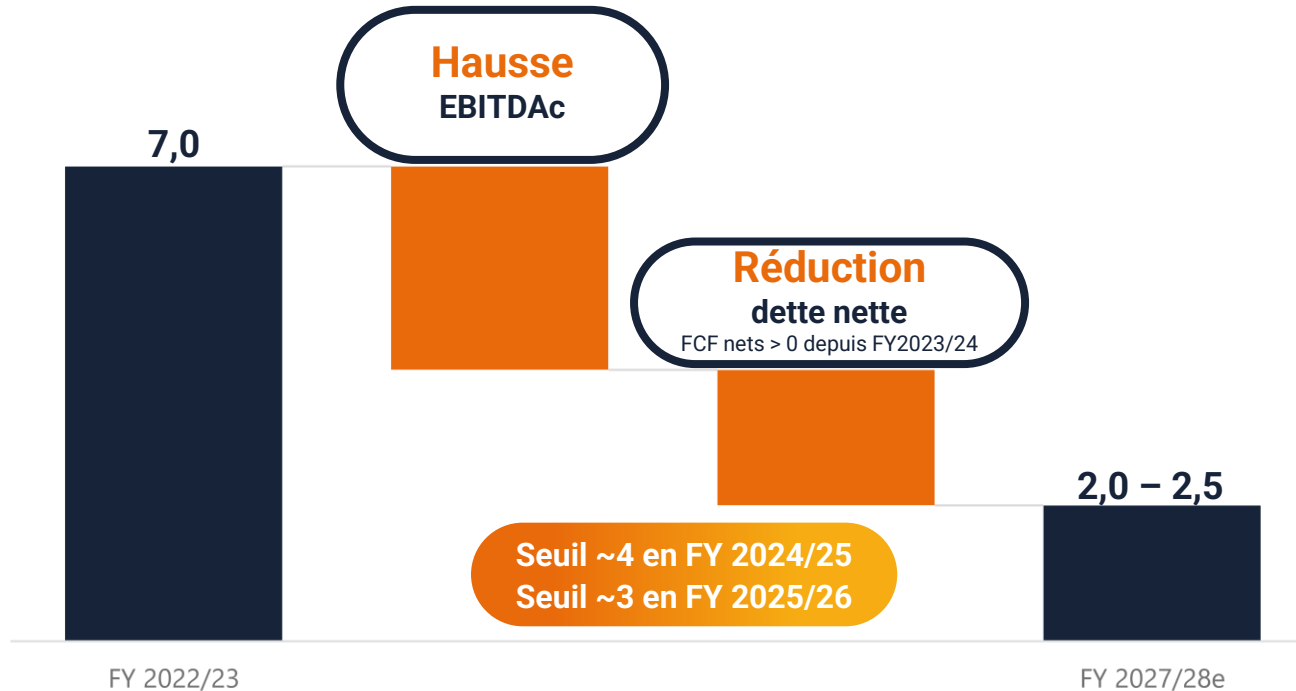 Hausse
EBITDAc
7,0
Réduction
dette nette
FCF nets > 0 depuis FY2023/24
2,0 – 2,5
Seuil ~4 en FY 2024/25
Seuil ~3 en FY 2025/26
FY 2022/23
FY 2027/28e